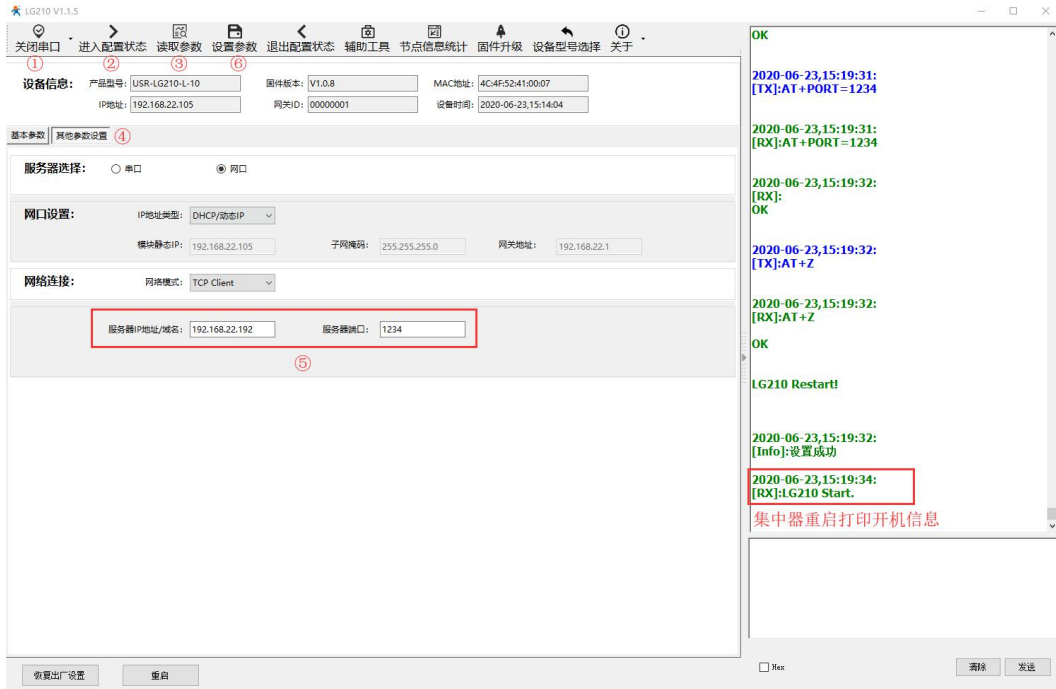 LG210 V1.1.5
关闭串口 进入配置状态 读取参数 设置参数 退出配置状态 辅助工具 节点信息统计 固件升级 设备型号选择 关于
① ② ③ ⑥
设备信息: 产品型号: USR-LG210-L-10 固件版本: V1.0.8 MAC地址: 4C:4F:52:41:00:07
IP地址: 192.168.22.105 网关ID: 00000001 设备时间: 2020-06-23,15:14:04
基本参数 其他参数设置 ④
服务器选择: 串口 网口
网口设置: IP地址类型: DHCP/动态IP
模块静态IP: 192.168.22.105 子网掩码: 255.255.255.0 网关地址: 192.168.22.1
网络连接: 网络模式: TCP Client
服务器IP地址/域名: 192.168.22.192 服务器端口: 1234
⑤
恢复出厂设置 重启
OK
2020-06-23,15:19:31:
[TX]:AT+PORT=1234
2020-06-23,15:19:31:
[RX]:AT+PORT=1234
2020-06-23,15:19:32:
[RX]:
OK
2020-06-23,15:19:32:
[TX]:AT+Z
2020-06-23,15:19:32:
[RX]:AT+Z
OK
LG210 Restart!
2020-06-23,15:19:32:
[Info]:设置成功
2020-06-23,15:19:34:
[RX]:LG210 Start.
集中器重启打印开机信息
Hex 清除 发送